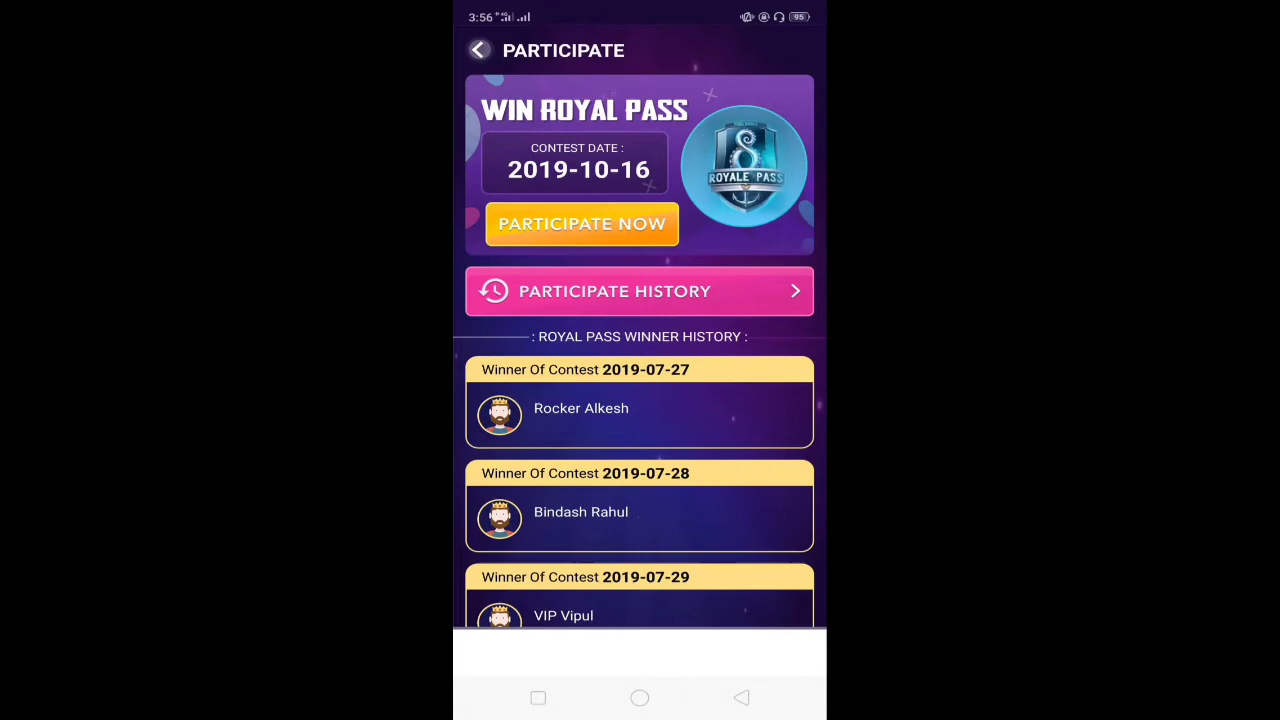 3:56
95
PARTICIPATE
WIN ROYAL PASS
CONTEST DATE :
2019-10-16
PARTICIPATE NOW
8
ROYALE PASS
PARTICIPATE HISTORY
: ROYAL PASS WINNER HISTORY :
Winner Of Contest 2019-07-27
Rocker Alkesh
Winner Of Contest 2019-07-28
Bindash Rahul
Winner Of Contest 2019-07-29
VIP Vipul